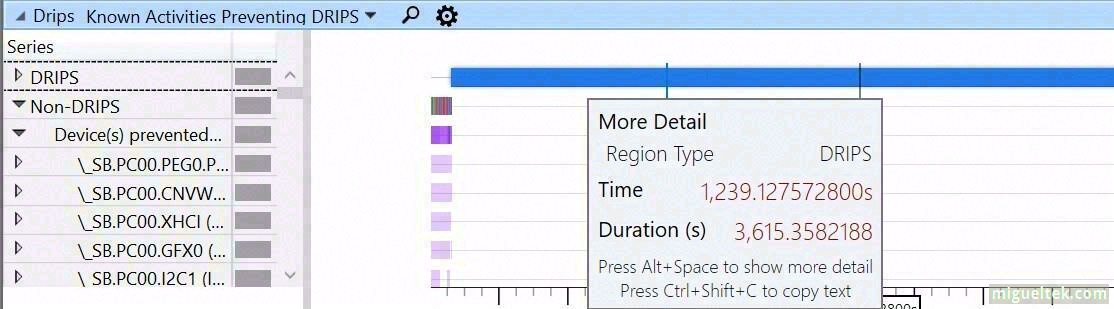 Drips Known Activities Preventing DRIPS
Series
DRIPS
Non-DRIPS
Device(s) prevented...
\_SB.PC00.PEG0.P...
\_SB.PC00.CNVW...
\_SB.PC00.XHCI (...
\_SB.PC00.GFX0 (...
\_SB.PC00.I2C1 (I...
More Detail
Region Type DRIPS
Time 1,239.127572800s
Duration (s) 3,615.3582188
Press Alt+Space to show more detail
Press Ctrl+Shift+C to copy text
2800s
migueltek.com